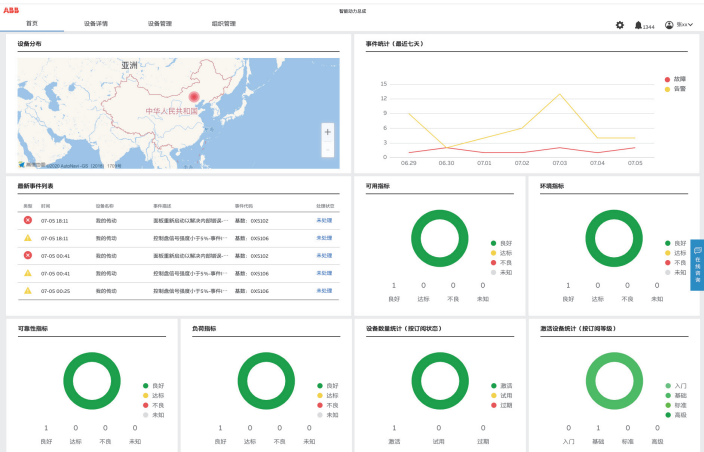 ABB
智能动力总成
首页 设备详情 设备管理 组织管理
1344 张xx
设备分布
亚洲
中华人民共和国
+
事件统计（最近七天）
故障
告警
15
12
9
6
3
0
06.29 06.30 07.01 07.02 07.03 07.04 07.05
最新事件列表
类型 时间 设备名称 事件描述 事件代码 处理状态
07-05 18:11 我的传动 面板重新启动以解决内部错误... 基数: 0X5102 未处理
07-05 18:11 我的传动 控制盘信号强度小于5%-事件I... 基数: 0X5106 未处理
07-05 00:41 我的传动 面板重新启动以解决内部错误... 基数: 0X5102 未处理
07-05 00:41 我的传动 控制盘信号强度小于5%-事件I... 基数: 0X5106 未处理
07-05 00:25 我的传动 控制盘信号强度小于5%-事件I... 基数: 0X5106 未处理
可用指标
良好
达标
不良
未知
1 0 0 0
良好 达标 不良 未知
环境指标
良好
达标
不良
未知
1 0 0 0
良好 达标 不良 未知
在线咨询
可靠性指标
良好
达标
不良
未知
1 0 0 0
良好 达标 不良 未知
负荷指标
良好
达标
不良
未知
1 0 0 0
良好 达标 不良 未知
设备数量统计（按订阅状态）
激活
试用
过期
1 0 0
激活 试用 过期
激活设备统计（按订阅等级）
入门
基础
标准
高级
0 1 0 0
入门 基础 标准 高级